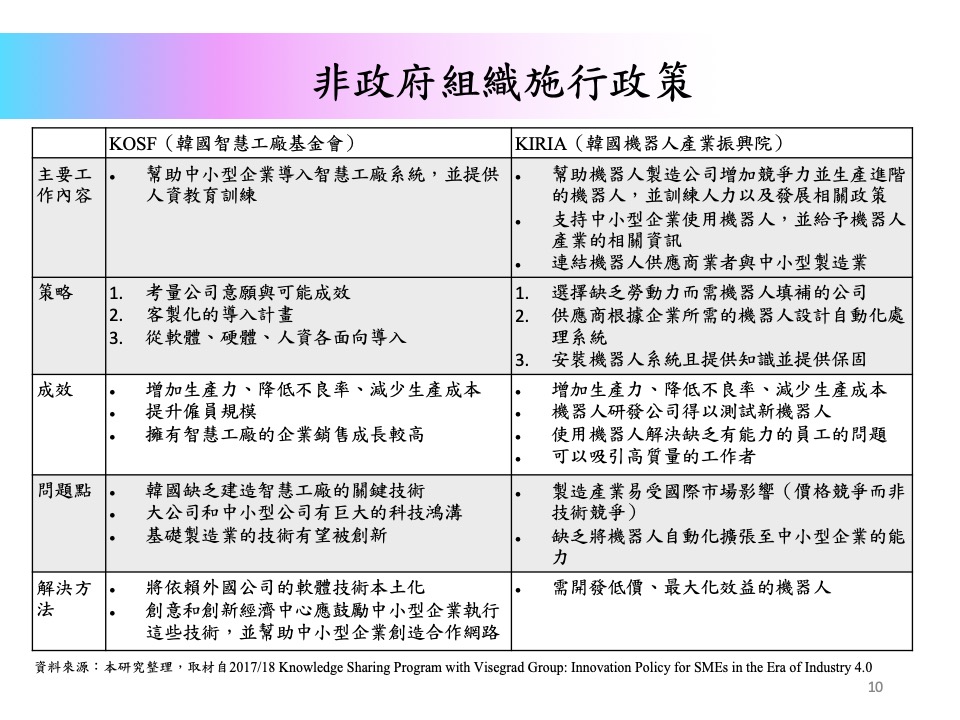 非政府組織施行政策
KOSF（韓國智慧工廠基金會）
KIRIA（韓國機器人產業振興院）
主要工
作內容
• 幫助中小型企業導入智慧工廠系統，並提供
人資教育訓練
• 幫助機器人製造公司增加競爭力並生產進階
的機器人，並訓練人力以及發展相關政策
• 支持中小型企業使用機器人，並給予機器人
產業的相關資訊
• 連結機器人供應商業者與中小型製造業
策略
1. 考量公司意願與可能成效
2. 客製化的導入計畫
3. 從軟體、硬體、人資各面向導入
1. 選擇缺乏勞動力而需機器人填補的公司
2. 供應商根據企業所需的機器人設計自動化處
理系統
3. 安裝機器人系統且提供知識並提供保固
成效
• 增加生產力、降低不良率、減少生產成本
• 提升僱員規模
• 擁有智慧工廠的企業銷售成長較高
• 增加生產力、降低不良率、減少生產成本
• 機器人研發公司得以測試新機器人
• 使用機器人解決缺乏有能力的員工的問題
• 可以吸引高質量的工作者
問題點
• 韓國缺乏建造智慧工廠的關鍵技術
• 大公司和中小型公司有巨大的科技鴻溝
• 基礎製造業的技術有望被創新
• 製造產業易受國際市場影響（價格競爭而非
技術競爭）
• 缺乏將機器人自動化擴張至中小型企業的能
力
解決方
法
• 將依賴外國公司的軟體技術本土化
• 創意和創新經濟中心應鼓勵中小型企業執行
這些技術，並幫助中小型企業創造合作網路
• 需開發低價、最大化效益的機器人
資料來源：本研究整理，取材自2017/18 Knowledge Sharing Program with Visegrad Group: Innovation Policy for SMEs in the Era of Industry 4.0
10